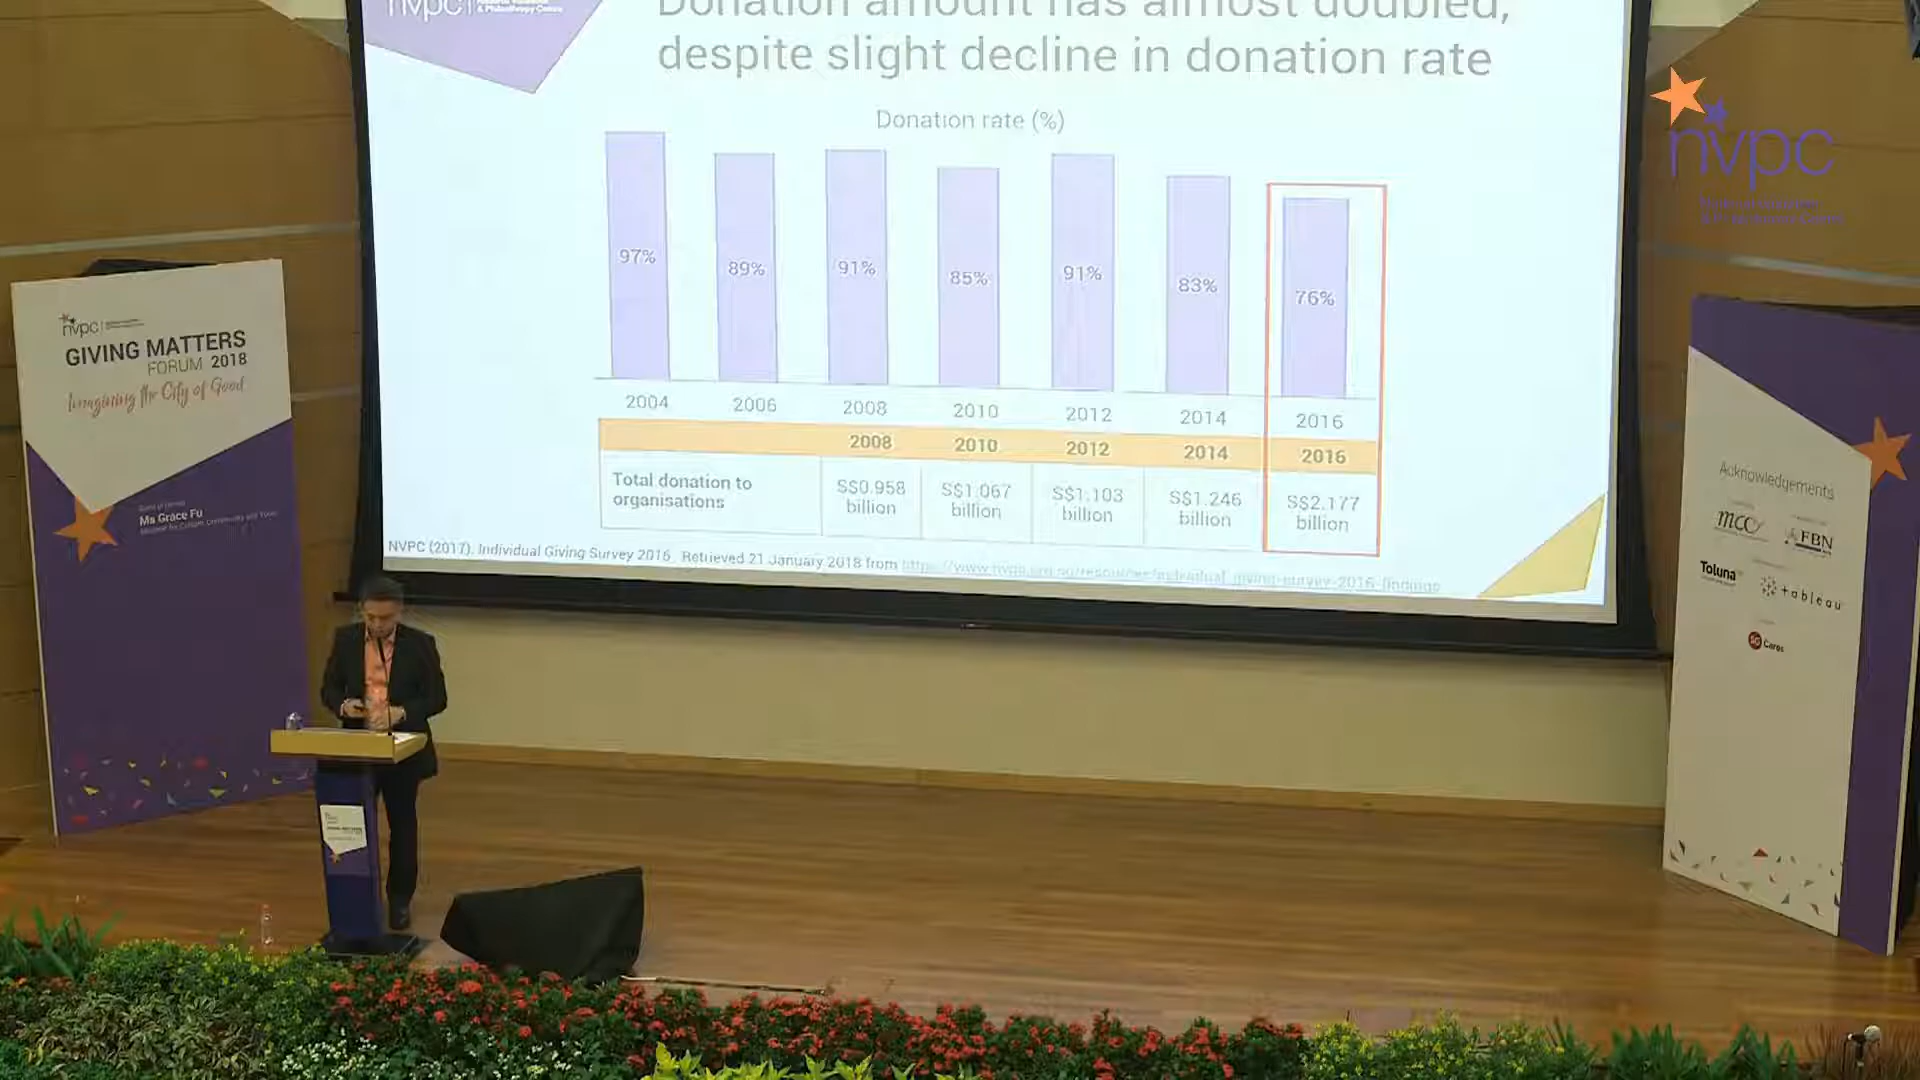 nvpc
Donation amount has almost doubled,
despite slight decline in donation rate
Donation rate (%)
97%
89%
91%
85%
91%
83%
76%
2004
2006
2008
2010
2012
2014
2016
2008
2010
2012
2014
2016
Total donation to
organisations
S$0.958
billion
S$1.067
billion
S$1.103
billion
S$1.246
billion
S$2.177
billion
NVPC (2017). Individual Giving Survey 2016. Retrieved 21 January 2018 from
nvpc
nvpc
GIVING MATTERS
FORUM 2018
Imagining the City of Good
Ms Grace Fu
Acknowledgements
FBN
Toluna
+ableau
SG Cares